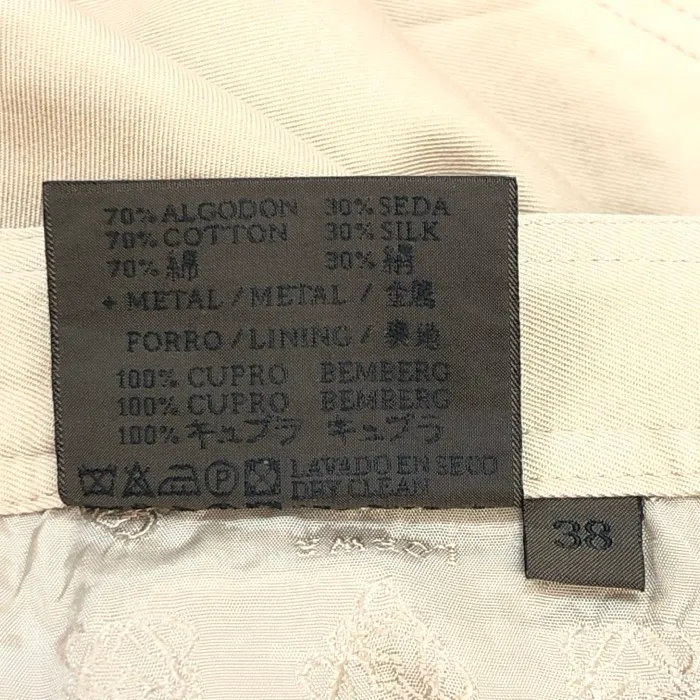 70% ALGODON 30% SEDA
70% COTTON 30% SILK
70% 綿 30% 絹
+ METAL / METAL / 金属
FORRO / LINING / 裏地
100% CUPRO BEMBERG
100% CUPRO BEMBERG
100% キュプラ キュプラ
LAVADO EN SECO
DRY CLEAN
38